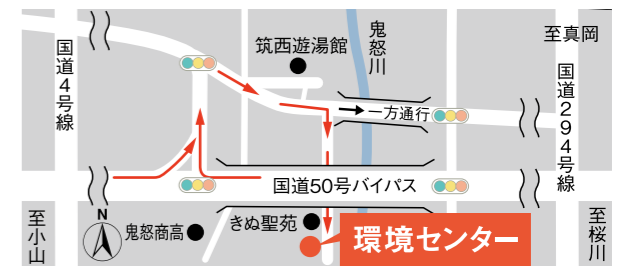 国道4号線
筑西遊湯館
鬼怒川
至真岡
一方通行
国道294号線
国道50号バイパス
至小山
N
鬼怒商高
きぬ聖苑
環境センター
至桜川